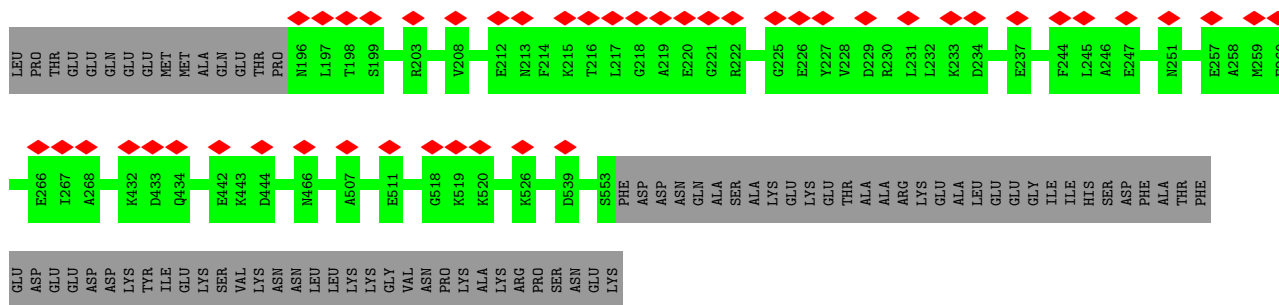 LEU PRO THR GLU GLU GLN GLU GLU MET MET ALA GLN GLU THR PRO N196 L197 T198 S199 R203 V208 E212 N213 F214 K215 T216 L217 G218 A219 E220 G221 R222 G225 E226 Y227 V228 D229 R230 L231 L232 K233 D234 E237 F244 L245 A246 E247 N251 E257 A258 M259
E266 I267 A268 K432 D433 Q434 E442 K443 D444 N466 A507 E511 G518 K519 K520 K526 D539 S553 PHE ASP ASP ASN GLN ALA SER ALA LYS GLU LYS GLU THR ALA ALA ARG LYS GLU ALA LEU GLU GLU GLY ILE ILE HIS SER ASP PHE ALA THR PHE
GLU ASP GLU GLU ASP ASP LYS TYR ILE GLU LYS SER VAL LYS ASN ASN LEU LEU LYS LYS GLY VAL ASN PRO LYS ALA LYS ARG PRO SER ASN GLU LYS